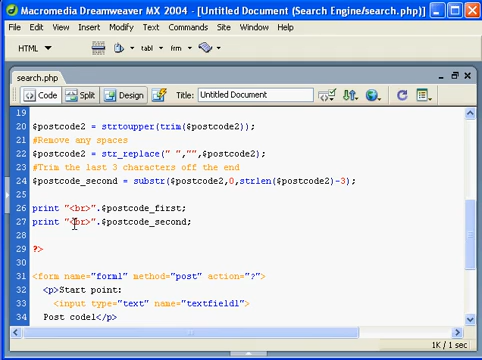 Macromedia Dreamweaver MX 2004 - [Untitled Document (Search Engine/search.php)]
File Edit View Insert Modify Text Commands Site Window Help
HTML tabl frm
search.php
Code Split Design Title: Untitled Document
19
20 $postcode2 = strtoupper(trim($postcode2));
21 #Remove any spaces
22 $postcode2 = str_replace(" ","",$postcode2);
23 #Trim the last 3 characters off the end
24 $postcode_second = substr($postcode2,0,strlen($postcode2)-3);
25
26 print "<br>".$postcode_first;
27 print "<br>".$postcode_second;
28
29 ?>
30
31 <form name="form1" method="post" action="?">
32 <p>Start point:
33 <input type="text" name="textfield1">
34 Post code1</p>
1K / 1 sec